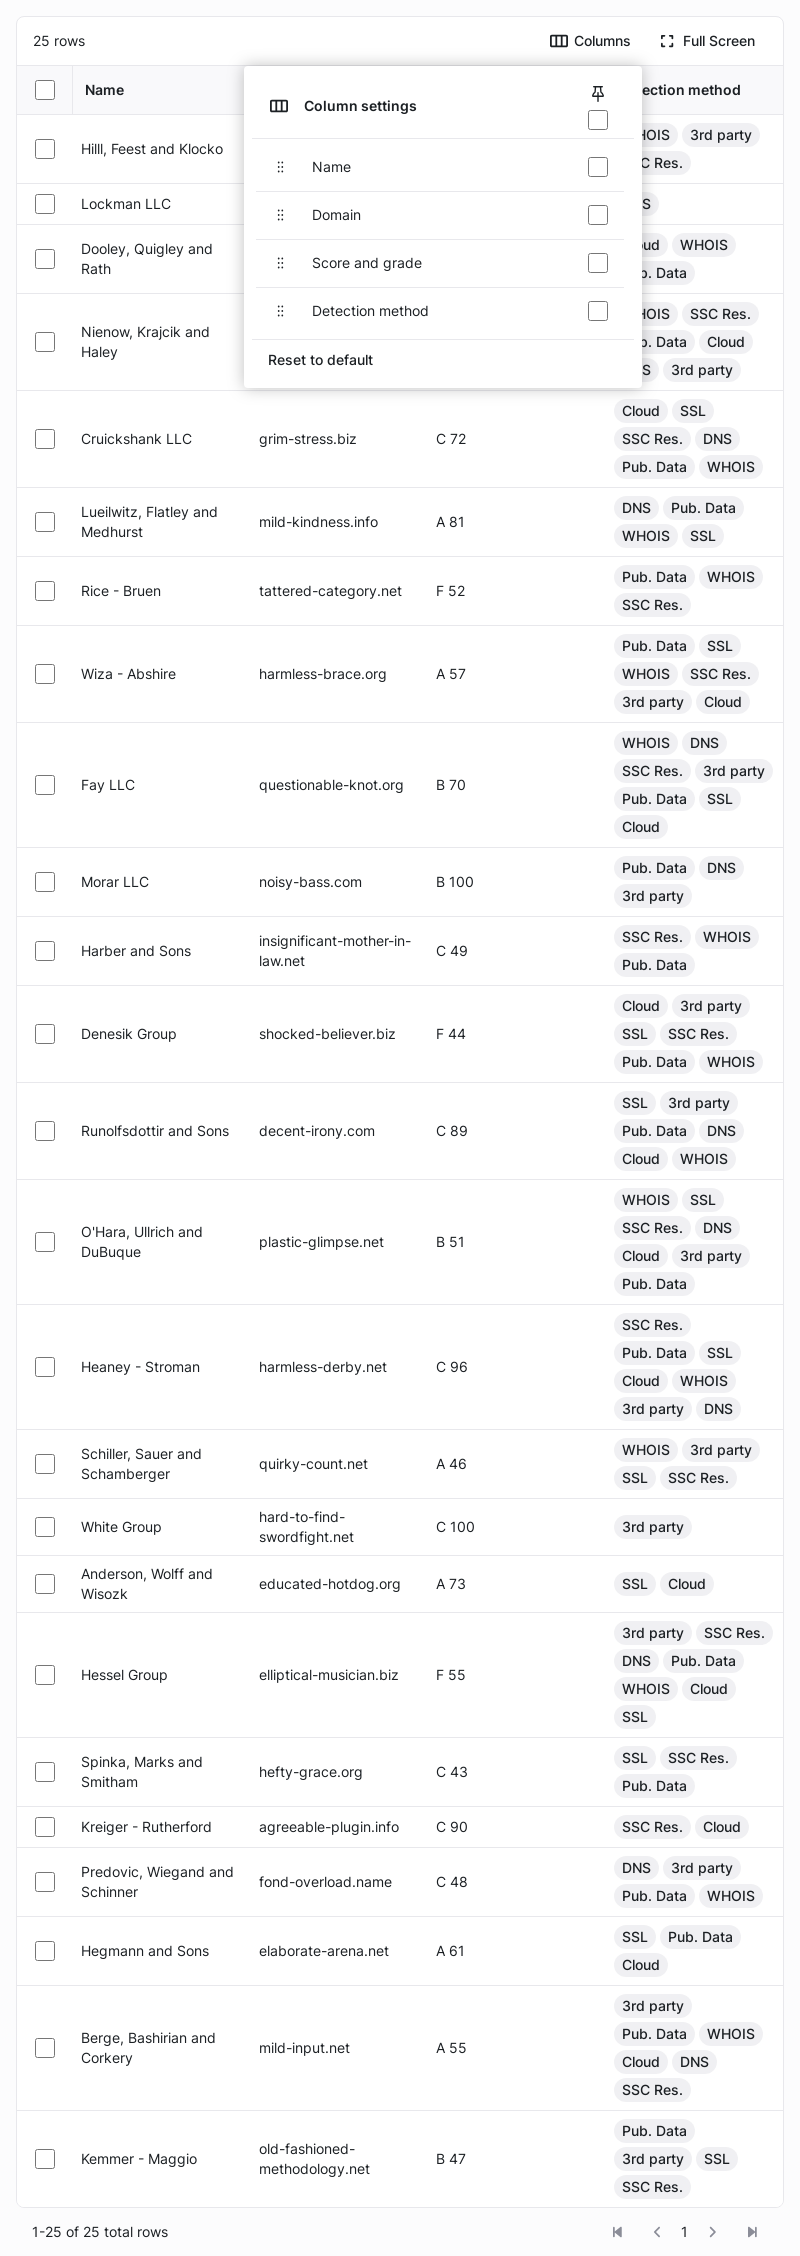 25 rows
Columns
Full Screen
Name
ection method
Column settings
Name
Domain
Score and grade
Detection method
Reset to default
Hilll, Feest and Klocko
HOIS 3rd party
C Res.
Lockman LLC
S
Dooley, Quigley and
Rath
oud WHOIS
b. Data
Nienow, Krajcik and
Haley
HOIS SSC Res.
b. Data Cloud
S 3rd party
Cruickshank LLC
grim-stress.biz
C 72
Cloud SSL
SSC Res. DNS
Pub. Data WHOIS
Lueilwitz, Flatley and
Medhurst
mild-kindness.info
A 81
DNS Pub. Data
WHOIS SSL
Rice - Bruen
tattered-category.net
F 52
Pub. Data WHOIS
SSC Res.
Wiza - Abshire
harmless-brace.org
A 57
Pub. Data SSL
WHOIS SSC Res.
3rd party Cloud
Fay LLC
questionable-knot.org
B 70
WHOIS DNS
SSC Res. 3rd party
Pub. Data SSL
Cloud
Morar LLC
noisy-bass.com
B 100
Pub. Data DNS
3rd party
Harber and Sons
insignificant-mother-in-
law.net
C 49
SSC Res. WHOIS
Pub. Data
Denesik Group
shocked-believer.biz
F 44
Cloud 3rd party
SSL SSC Res.
Pub. Data WHOIS
Runolfsdottir and Sons
decent-irony.com
C 89
SSL 3rd party
Pub. Data DNS
Cloud WHOIS
O'Hara, Ullrich and
DuBuque
plastic-glimpse.net
B 51
WHOIS SSL
SSC Res. DNS
Cloud 3rd party
Pub. Data
Heaney - Stroman
harmless-derby.net
C 96
SSC Res.
Pub. Data SSL
Cloud WHOIS
3rd party DNS
Schiller, Sauer and
Schamberger
quirky-count.net
A 46
WHOIS 3rd party
SSL SSC Res.
White Group
hard-to-find-
swordfight.net
C 100
3rd party
Anderson, Wolff and
Wisozk
educated-hotdog.org
A 73
SSL Cloud
Hessel Group
elliptical-musician.biz
F 55
3rd party SSC Res.
DNS Pub. Data
WHOIS Cloud
SSL
Spinka, Marks and
Smitham
hefty-grace.org
C 43
SSL SSC Res.
Pub. Data
Kreiger - Rutherford
agreeable-plugin.info
C 90
SSC Res. Cloud
Predovic, Wiegand and
Schinner
fond-overload.name
C 48
DNS 3rd party
Pub. Data WHOIS
Hegmann and Sons
elaborate-arena.net
A 61
SSL Pub. Data
Cloud
Berge, Bashirian and
Corkery
mild-input.net
A 55
3rd party
Pub. Data WHOIS
Cloud DNS
SSC Res.
Kemmer - Maggio
old-fashioned-
methodology.net
B 47
Pub. Data
3rd party SSL
SSC Res.
1-25 of 25 total rows
1